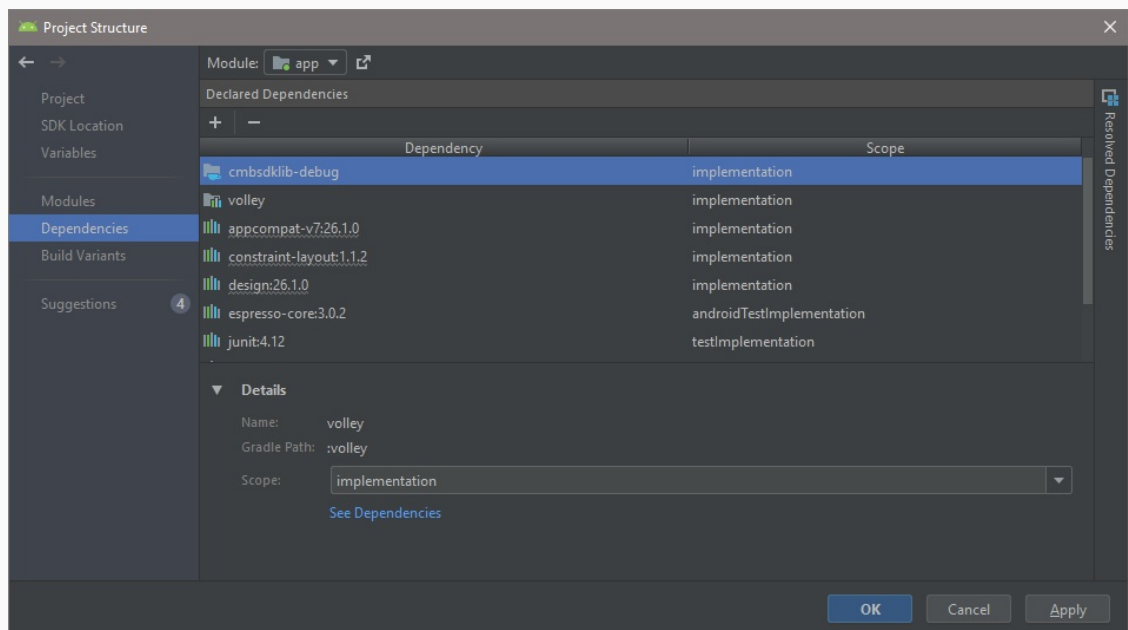 Project Structure
Module: app
Project
SDK Location
Variables
Modules
Dependencies
Build Variants
Suggestions 4
Declared Dependencies
+ −
Dependency Scope
cmbsdklib-debug implementation
volley implementation
appcompat-v7:26.1.0 implementation
constraint-layout:1.1.2 implementation
design:26.1.0 implementation
espresso-core:3.0.2 androidTestImplementation
junit:4.12 testImplementation
Details
Name: volley
Gradle Path: :volley
Scope: implementation
See Dependencies
Resolved Dependencies
OK Cancel Apply